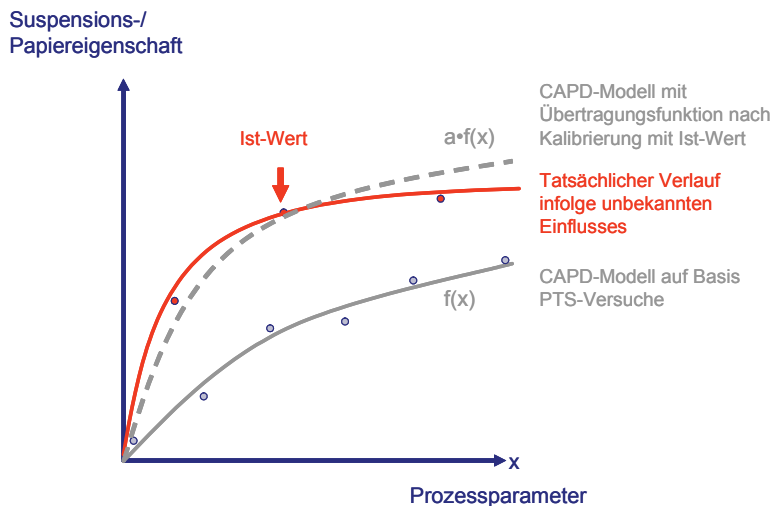 Suspensions-/
Papiereigenschaft
CAPD-Modell mit
Übertragungsfunktion nach
Kalibrierung mit Ist-Wert
Ist-Wert
a•f(x)
Tatsächlicher Verlauf
infolge unbekannten
Einflusses
CAPD-Modell auf Basis
PTS-Versuche
f(x)
x
Prozessparameter